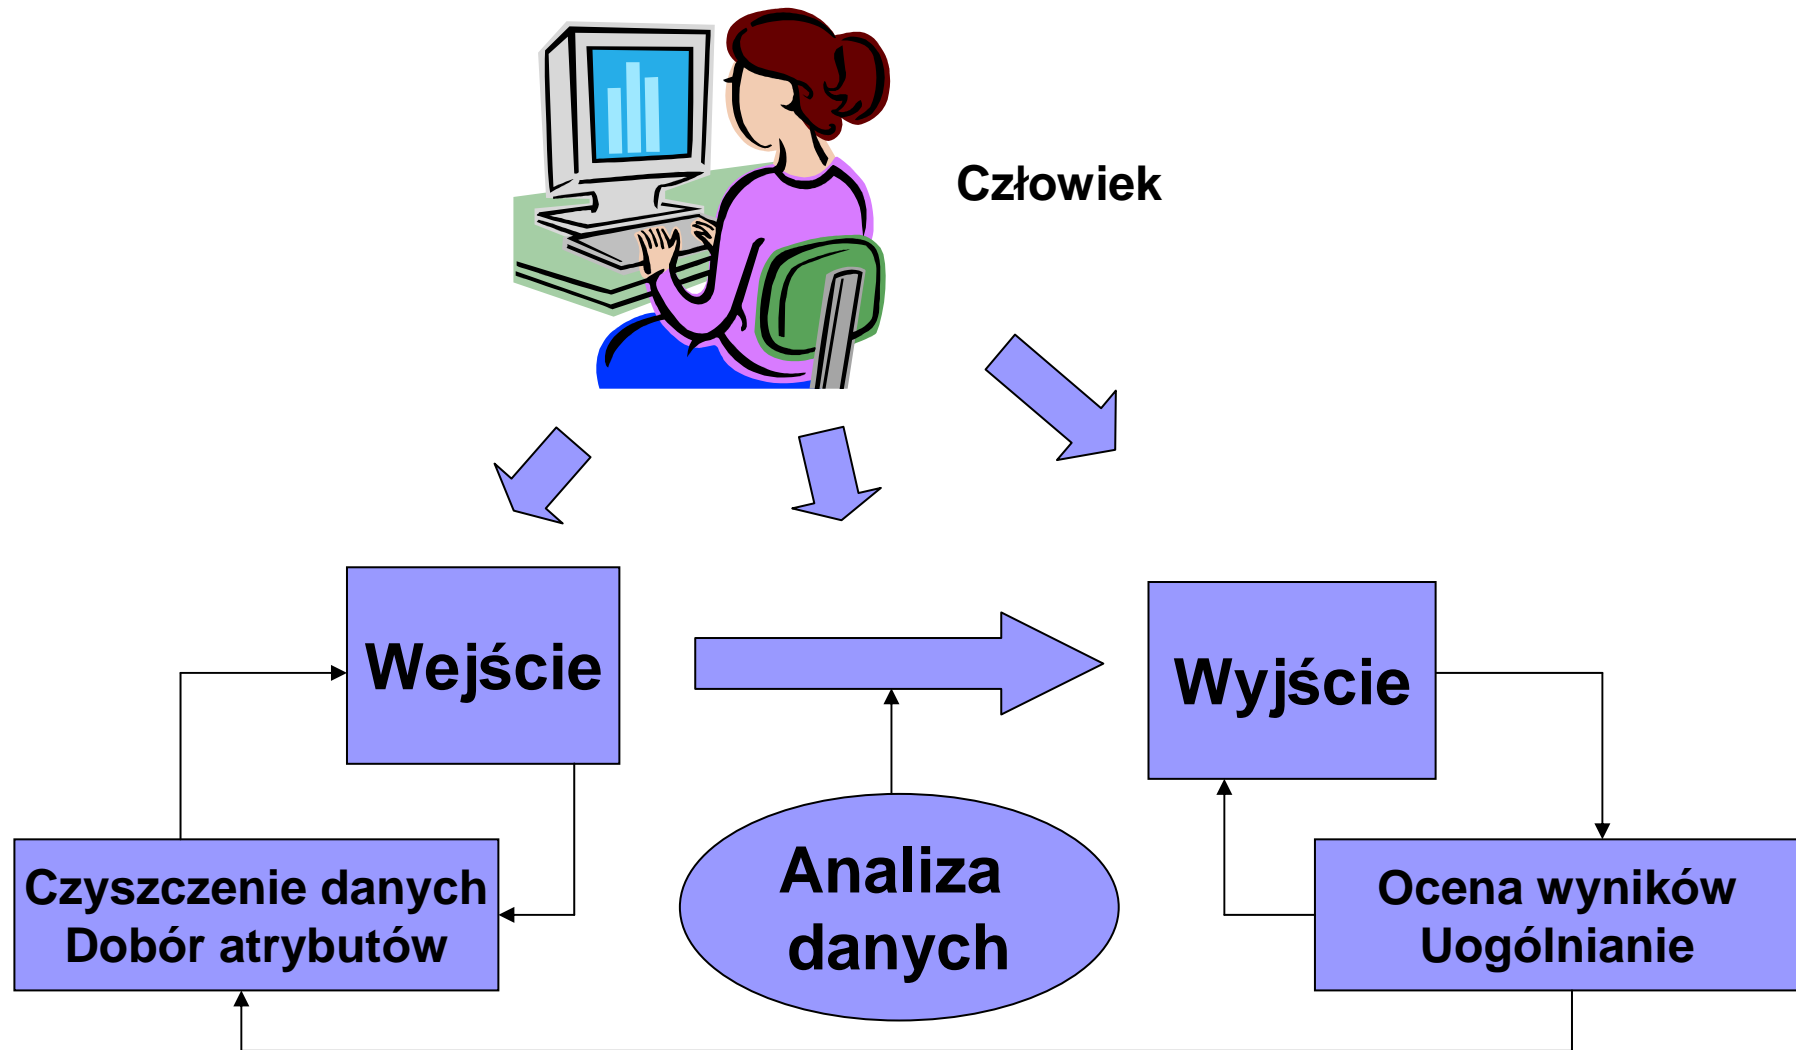 Człowiek
Wejście
Wyjście
Czyszczenie danych
Dobór atrybutów
Analiza
danych
Ocena wyników
Uogólnianie